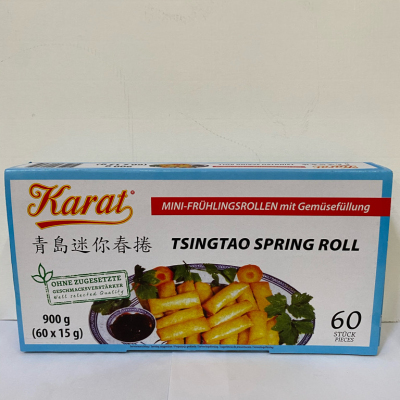 Karat®
MINI-FRÜHLINGSROLLEN mit Gemüsefüllung
青島迷你春捲
TSINGTAO SPRING ROLL
OHNE ZUGESETZTE
GESCHMACKSVERSTÄRKER
Well selected Quality
900 g
(60 x 15 g)
60
STÜCK
PIECES